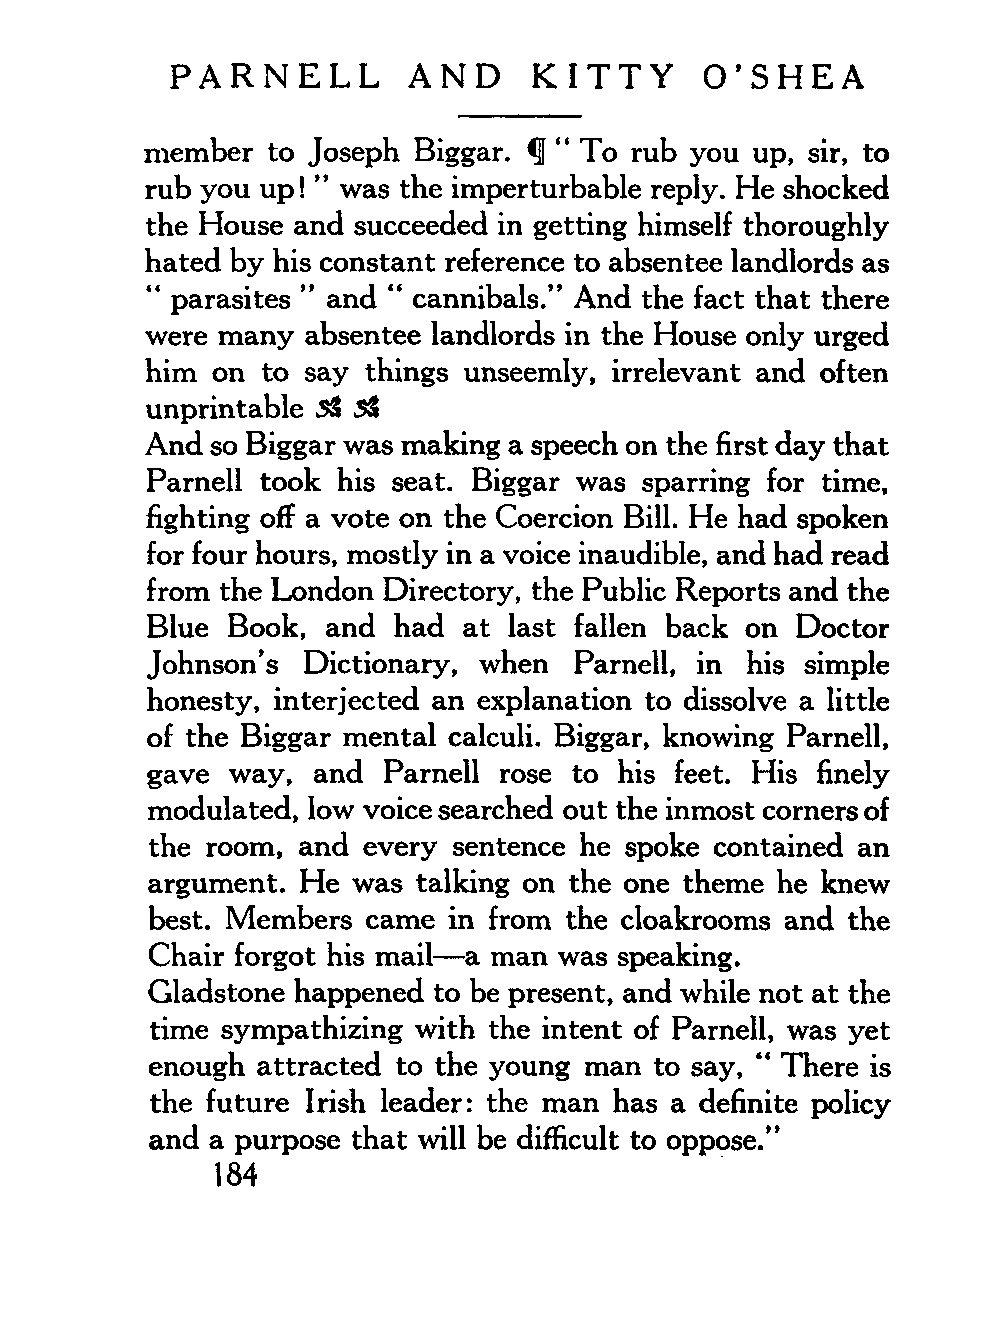 PARNELL AND KITTY O'SHEA
member to Joseph Biggar. ¶ “ To rub you up, sir, to
rub you up! ” was the imperturbable reply. He shocked
the House and succeeded in getting himself thoroughly
hated by his constant reference to absentee landlords as
“ parasites ” and “ cannibals.” And the fact that there
were many absentee landlords in the House only urged
him on to say things unseemly, irrelevant and often
unprintable
And so Biggar was making a speech on the first day that
Parnell took his seat. Biggar was sparring for time,
fighting off a vote on the Coercion Bill. He had spoken
for four hours, mostly in a voice inaudible, and had read
from the London Directory, the Public Reports and the
Blue Book, and had at last fallen back on Doctor
Johnson's Dictionary, when Parnell, in his simple
honesty, interjected an explanation to dissolve a little
of the Biggar mental calculi. Biggar, knowing Parnell,
gave way, and Parnell rose to his feet. His finely
modulated, low voice searched out the inmost corners of
the room, and every sentence he spoke contained an
argument. He was talking on the one theme he knew
best. Members came in from the cloakrooms and the
Chair forgot his mail—a man was speaking.
Gladstone happened to be present, and while not at the
time sympathizing with the intent of Parnell, was yet
enough attracted to the young man to say, “ There is
the future Irish leader: the man has a definite policy
and a purpose that will be difficult to oppose.”
184